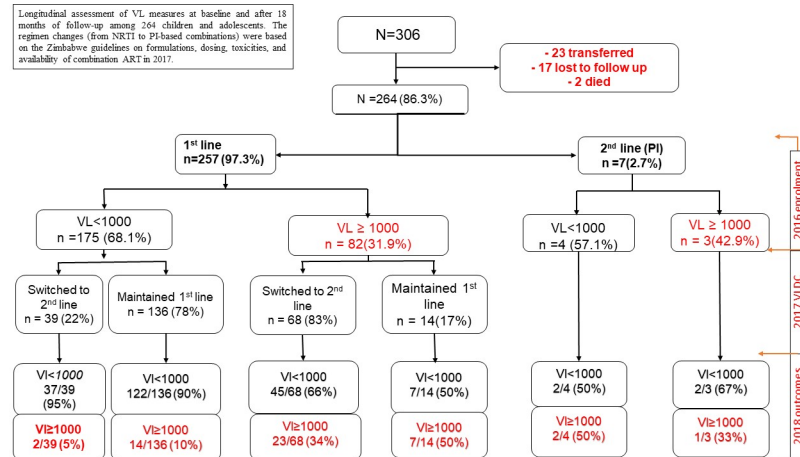 Longitudinal assessment of VL measures at baseline and after 18
months of follow-up among 264 children and adolescents. The
regimen changes (from NRTI to PI-based combinations) were based
on the Zimbabwe guidelines on formulations, dosing, toxicities, and
availability of combination ART in 2017.
N=306
- 23 transferred
- 17 lost to follow up
- 2 died
N =264 (86.3%)
1st line
n=257 (97.3%)
2nd line (PI)
n =7(2.7%)
VL<1000
n =175 (68.1%)
VL ≥ 1000
n = 82(31.9%)
VL<1000
n =4 (57.1%)
VL ≥ 1000
n = 3(42.9%)
2016 enrolment
Switched to
2nd line
n = 39 (22%)
Maintained 1st line
n = 136 (78%)
Switched to 2nd
line
n = 68 (83%)
Maintained 1st
line
n = 14(17%)
2017 VLDC
Vl<1000
37/39
(95%)
Vl<1000
122/136 (90%)
Vl<1000
45/68 (66%)
Vl<1000
7/14 (50%)
Vl<1000
2/4 (50%)
Vl<1000
2/3 (67%)
Vl≥1000
2/39 (5%)
Vl≥1000
14/136 (10%)
Vl≥1000
23/68 (34%)
Vl≥1000
7/14 (50%)
Vl≥1000
2/4 (50%)
Vl≥1000
1/3 (33%)
2018 outcomes